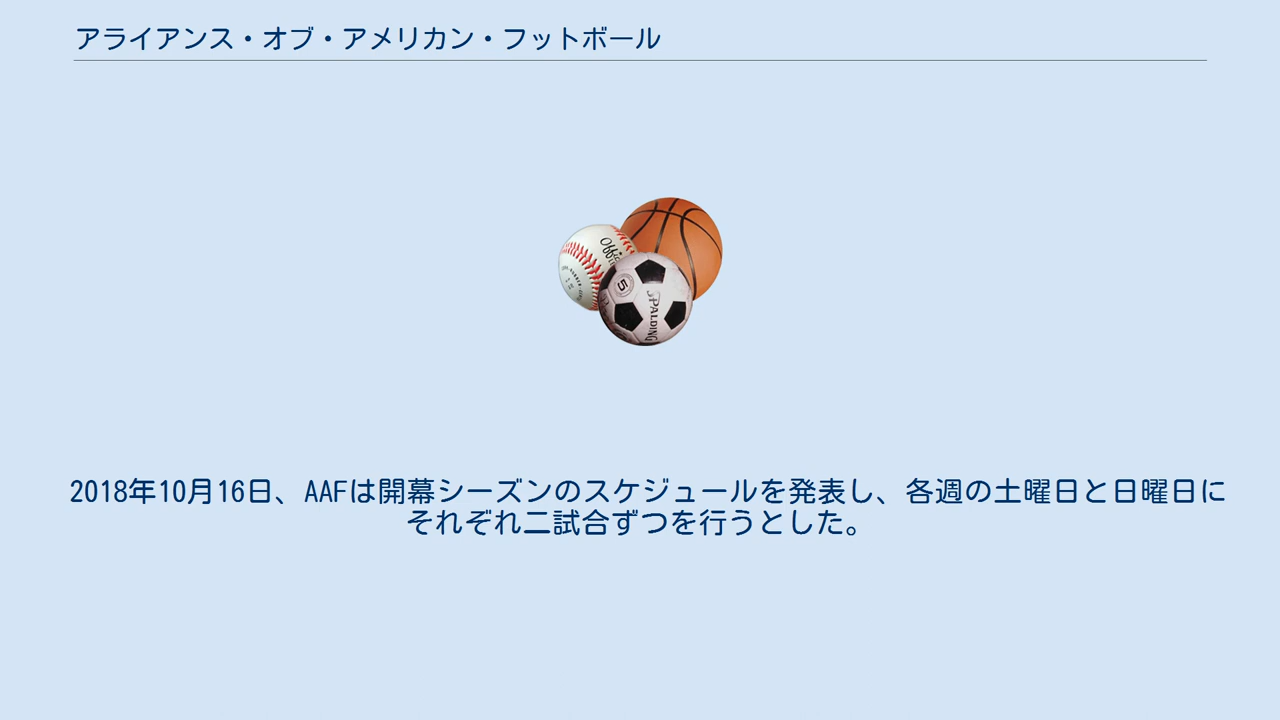 アライアンス・オブ・アメリカン・フットボール
Offic
5
SPALDING
2018年10月16日、AAFは開幕シーズンのスケジュールを発表し、各週の土曜日と日曜日に
それぞれ二試合ずつを行うとした。